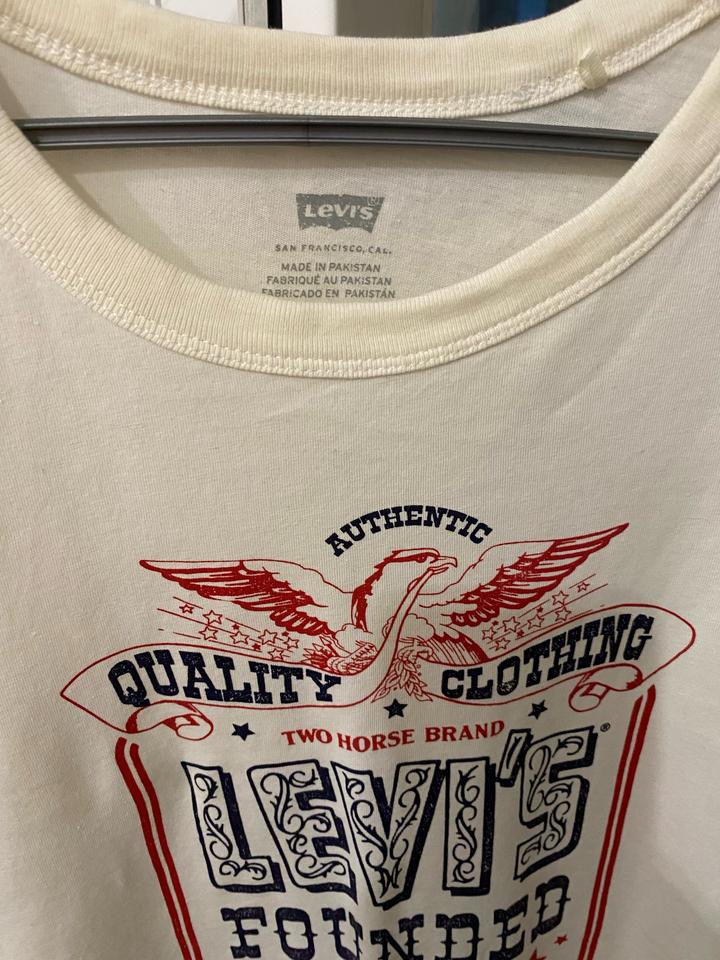 LEVI'S®
SAN FRANCISCO, CAL.
MADE IN PAKISTAN
FABRIQUÉ AU PAKISTAN
FABRICADO EN PAKISTÁN
AUTHENTIC
QUALITY CLOTHING
TWO HORSE BRAND
LEVI'S®
FOUNDED